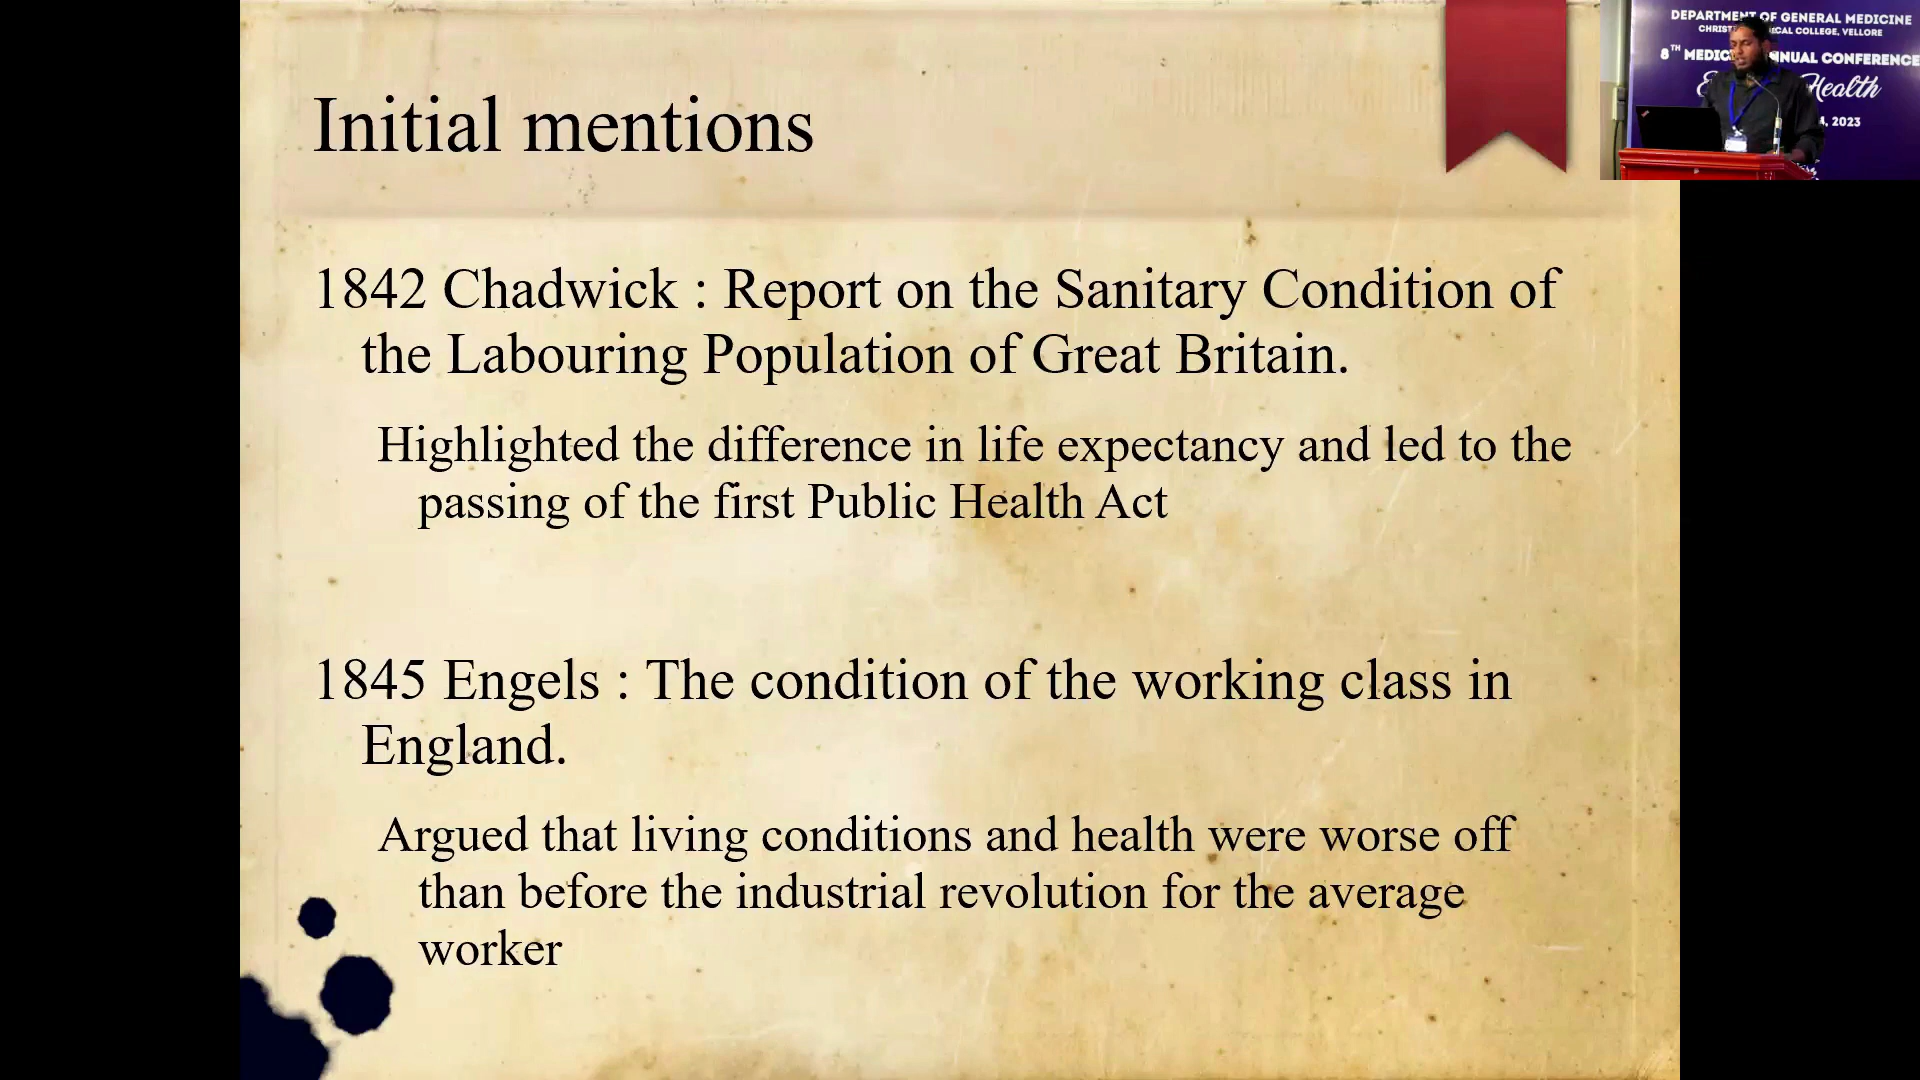 Initial mentions
1842 Chadwick : Report on the Sanitary Condition of
the Labouring Population of Great Britain.
Highlighted the difference in life expectancy and led to the
passing of the first Public Health Act
1845 Engels : The condition of the working class in
England.
Argued that living conditions and health were worse off
than before the industrial revolution for the average
worker
DEPARTMENT OF GENERAL MEDICINE
COLLEGE, VELLORE
8TH CONFERENCE
Health
2023